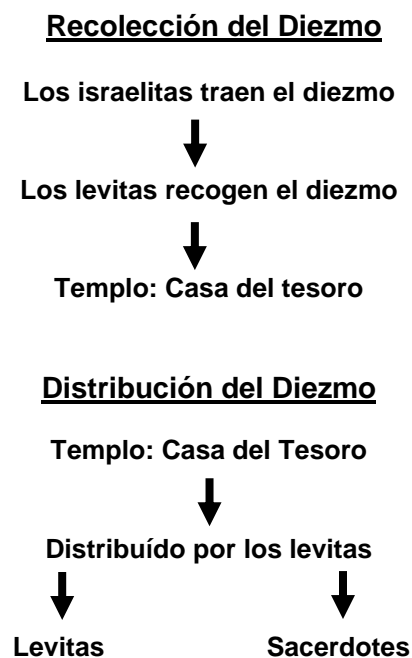 Recolección del Diezmo
Los israelitas traen el diezmo
Los levitas recogen el diezmo
Templo: Casa del tesoro
Distribución del Diezmo
Templo: Casa del Tesoro
Distribuído por los levitas
Levitas Sacerdotes